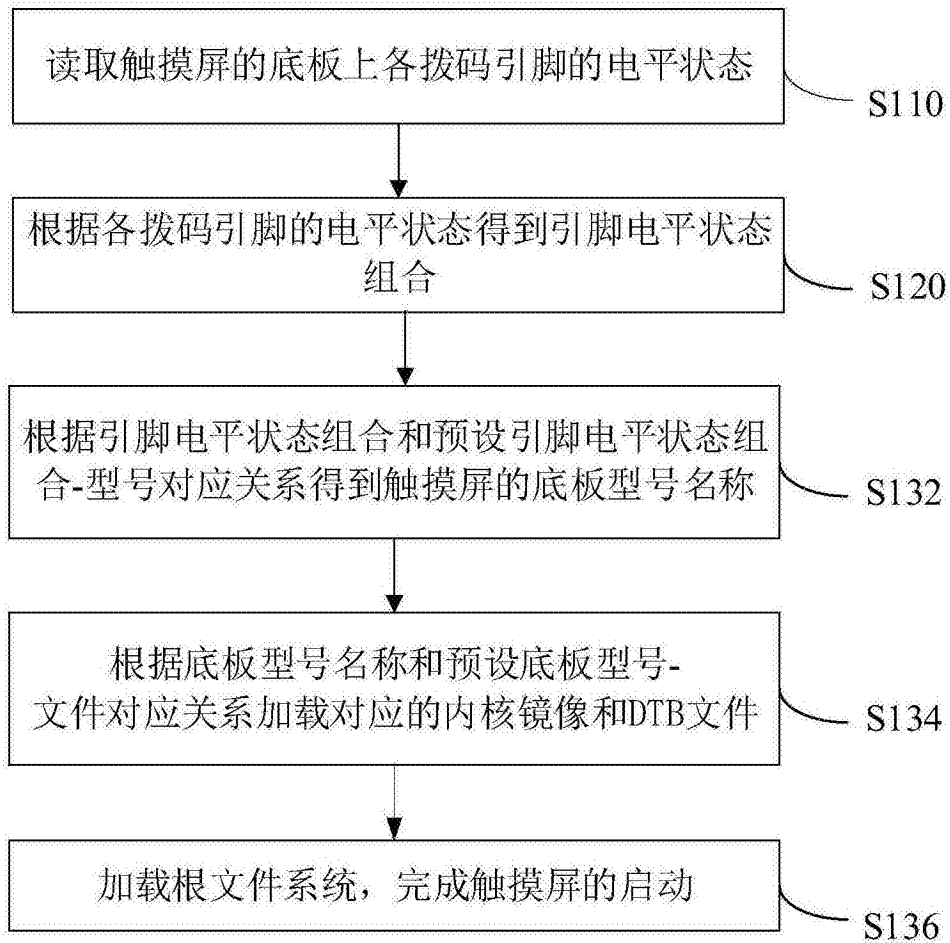 读取触摸屏的底板上各拨码引脚的电平状态
S110
根据各拨码引脚的电平状态得到引脚电平状态
组合
S120
根据引脚电平状态组合和预设引脚电平状态组
合-型号对应关系得到触摸屏的底板型号名称
S132
根据底板型号名称和预设底板型号-
文件对应关系加载对应的内核镜像和DTB文件
S134
加载根文件系统，完成触摸屏的启动
S136